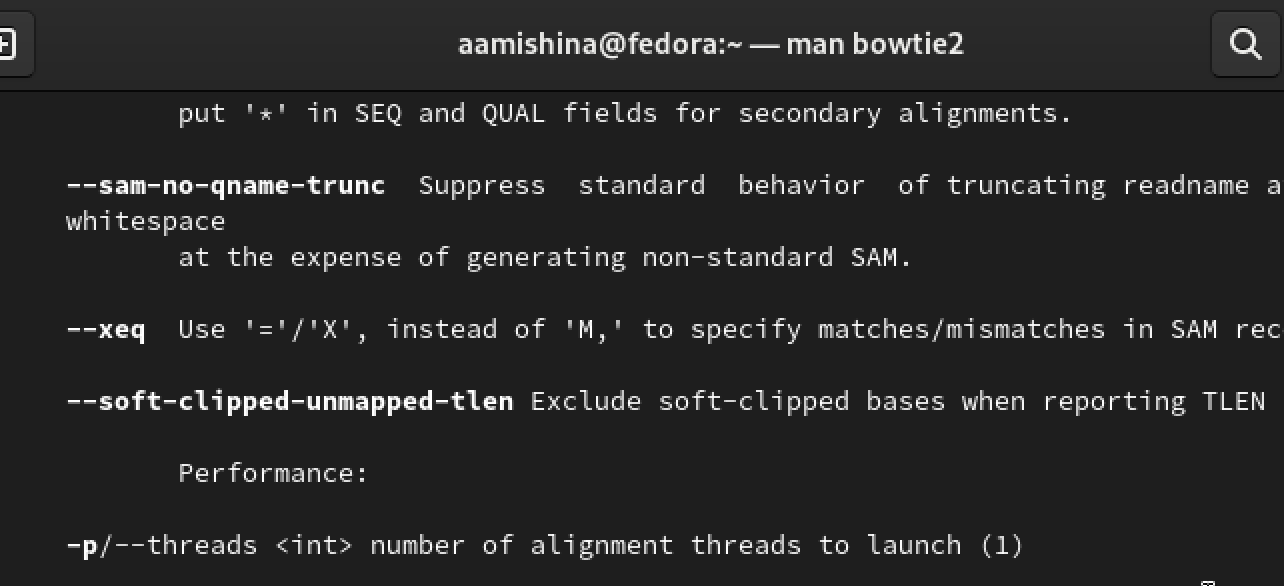 aamishina@fedora:~ — man bowtie2
put '*' in SEQ and QUAL fields for secondary alignments.
--sam-no-qname-trunc Suppress standard behavior of truncating readname
whitespace
at the expense of generating non-standard SAM.
--xeq Use '='/'X', instead of 'M,' to specify matches/mismatches in SAM
--soft-clipped-unmapped-tlen Exclude soft-clipped bases when reporting TLEN
Performance:
-p/--threads <int> number of alignment threads to launch (1)